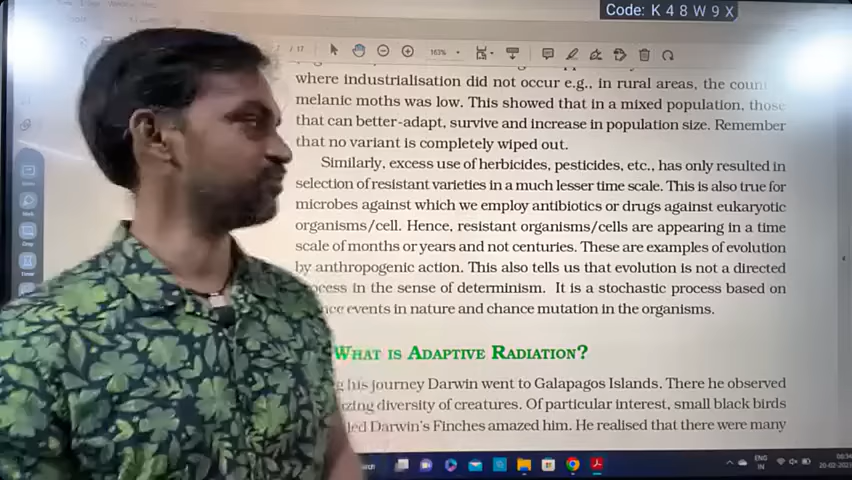 Code: K 4 8 W 9 X
/ 17
163%
where industrialisation did not occur e.g., in rural areas, the
melanic moths was low. This showed that in a mixed population, those
that can better-adapt, survive and increase in population size. Remember
that no variant is completely wiped out.
Similarly, excess use of herbicides, pesticides, etc., has only resulted in
selection of resistant varieties in a much lesser time scale. This is also true for
microbes against which we employ antibiotics or drugs against eukaryotic
organisms/cell. Hence, resistant organisms/cells are appearing in a time
scale of months or years and not centuries. These are examples of evolution
by anthropogenic action. This also tells us that evolution is not a directed
in the sense of determinism. It is a stochastic process based on
events in nature and chance mutation in the organisms.
WHAT IS ADAPTIVE RADIATION?
his journey Darwin went to Galapagos Islands. There he observed
diversity of creatures. Of particular interest, small black birds
Darwin's Finches amazed him. He realised that there were many
ENG
IN